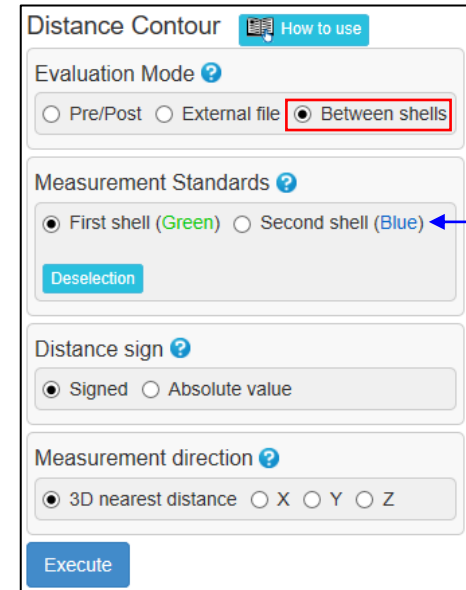 Distance Contour How to use
Evaluation Mode ?
Pre/Post External file Between shells
Measurement Standards ?
First shell (Green) Second shell (Blue)
Deselection
Distance sign ?
Signed Absolute value
Measurement direction ?
3D nearest distance X Y Z
Execute